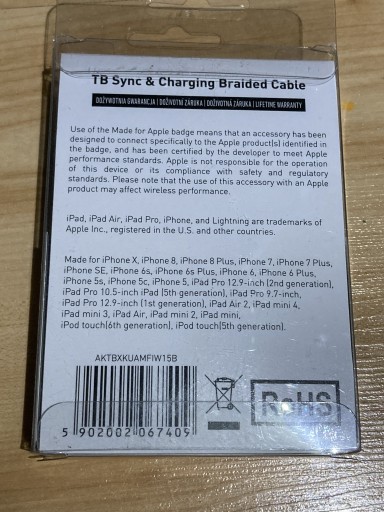 TB Sync & Charging Braided Cable
DOŻYWOTNIA GWARANCJA | DOŽIVOTNÍ ZÁRUKA | DOŽIVOTNÁ ZÁRUKA | LIFETIME WARRANTY
Use of the Made for Apple badge means that an accessory has been
designed to connect specifically to the Apple product(s) identified in
the badge, and has been certified by the developer to meet Apple
performance standards. Apple is not responsible for the operation
of this device or its compliance with safety and regulatory
standards. Please note that the use of this accessory with an Apple
product may affect wireless performance.
iPad, iPad Air, iPad Pro, iPhone, and Lightning are trademarks of
Apple Inc., registered in the U.S. and other countries.
Made for iPhone X, iPhone 8, iPhone 8 Plus, iPhone 7, iPhone 7 Plus,
iPhone SE, iPhone 6s, iPhone 6s Plus, iPhone 6, iPhone 6 Plus,
iPhone 5s, iPhone 5c, iPhone 5, iPad Pro 12.9-inch (2nd generation),
iPad Pro 10.5-inch iPad (5th generation), iPad Pro 9.7-inch,
iPad Pro 12.9-inch (1st generation), iPad Air 2, iPad mini 4,
iPad mini 3, iPad Air, iPad mini 2, iPad mini,
iPod touch(6th generation), iPod touch(5th generation).
AKTBXKUAMFIW15B
5 902002 067409
RoHS